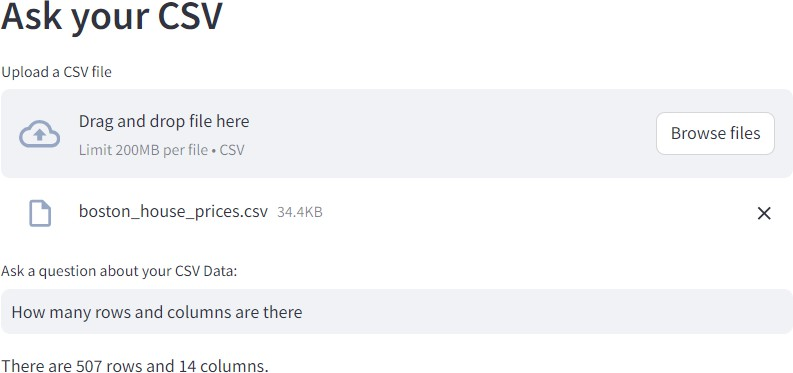 Ask your CSV
Upload a CSV file
Drag and drop file here
Limit 200MB per file • CSV
Browse files
boston_house_prices.csv 34.4KB
Ask a question about your CSV Data:
How many rows and columns are there
There are 507 rows and 14 columns.